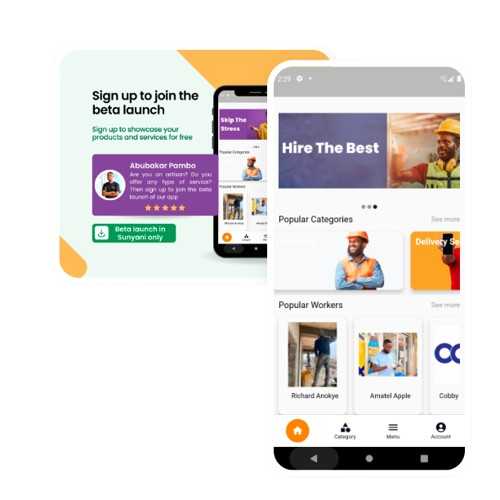 Sign up to join the
beta launch
Sign up to showcase your
products and services for free
Abubakar Pambo
Are you an artisan? Do you
offer any type of service?
Then sign up to join the beta
launch of our app
Beta launch in
Sunyani only
Skip The
Stress
Popular Categories
Popular Workers
2:29
Hire The Best
Popular Categories
See more
Delivery Se
Popular Workers
See more
Richard Anokye
Amatel Apple
Cobby
Category
Menu
Account